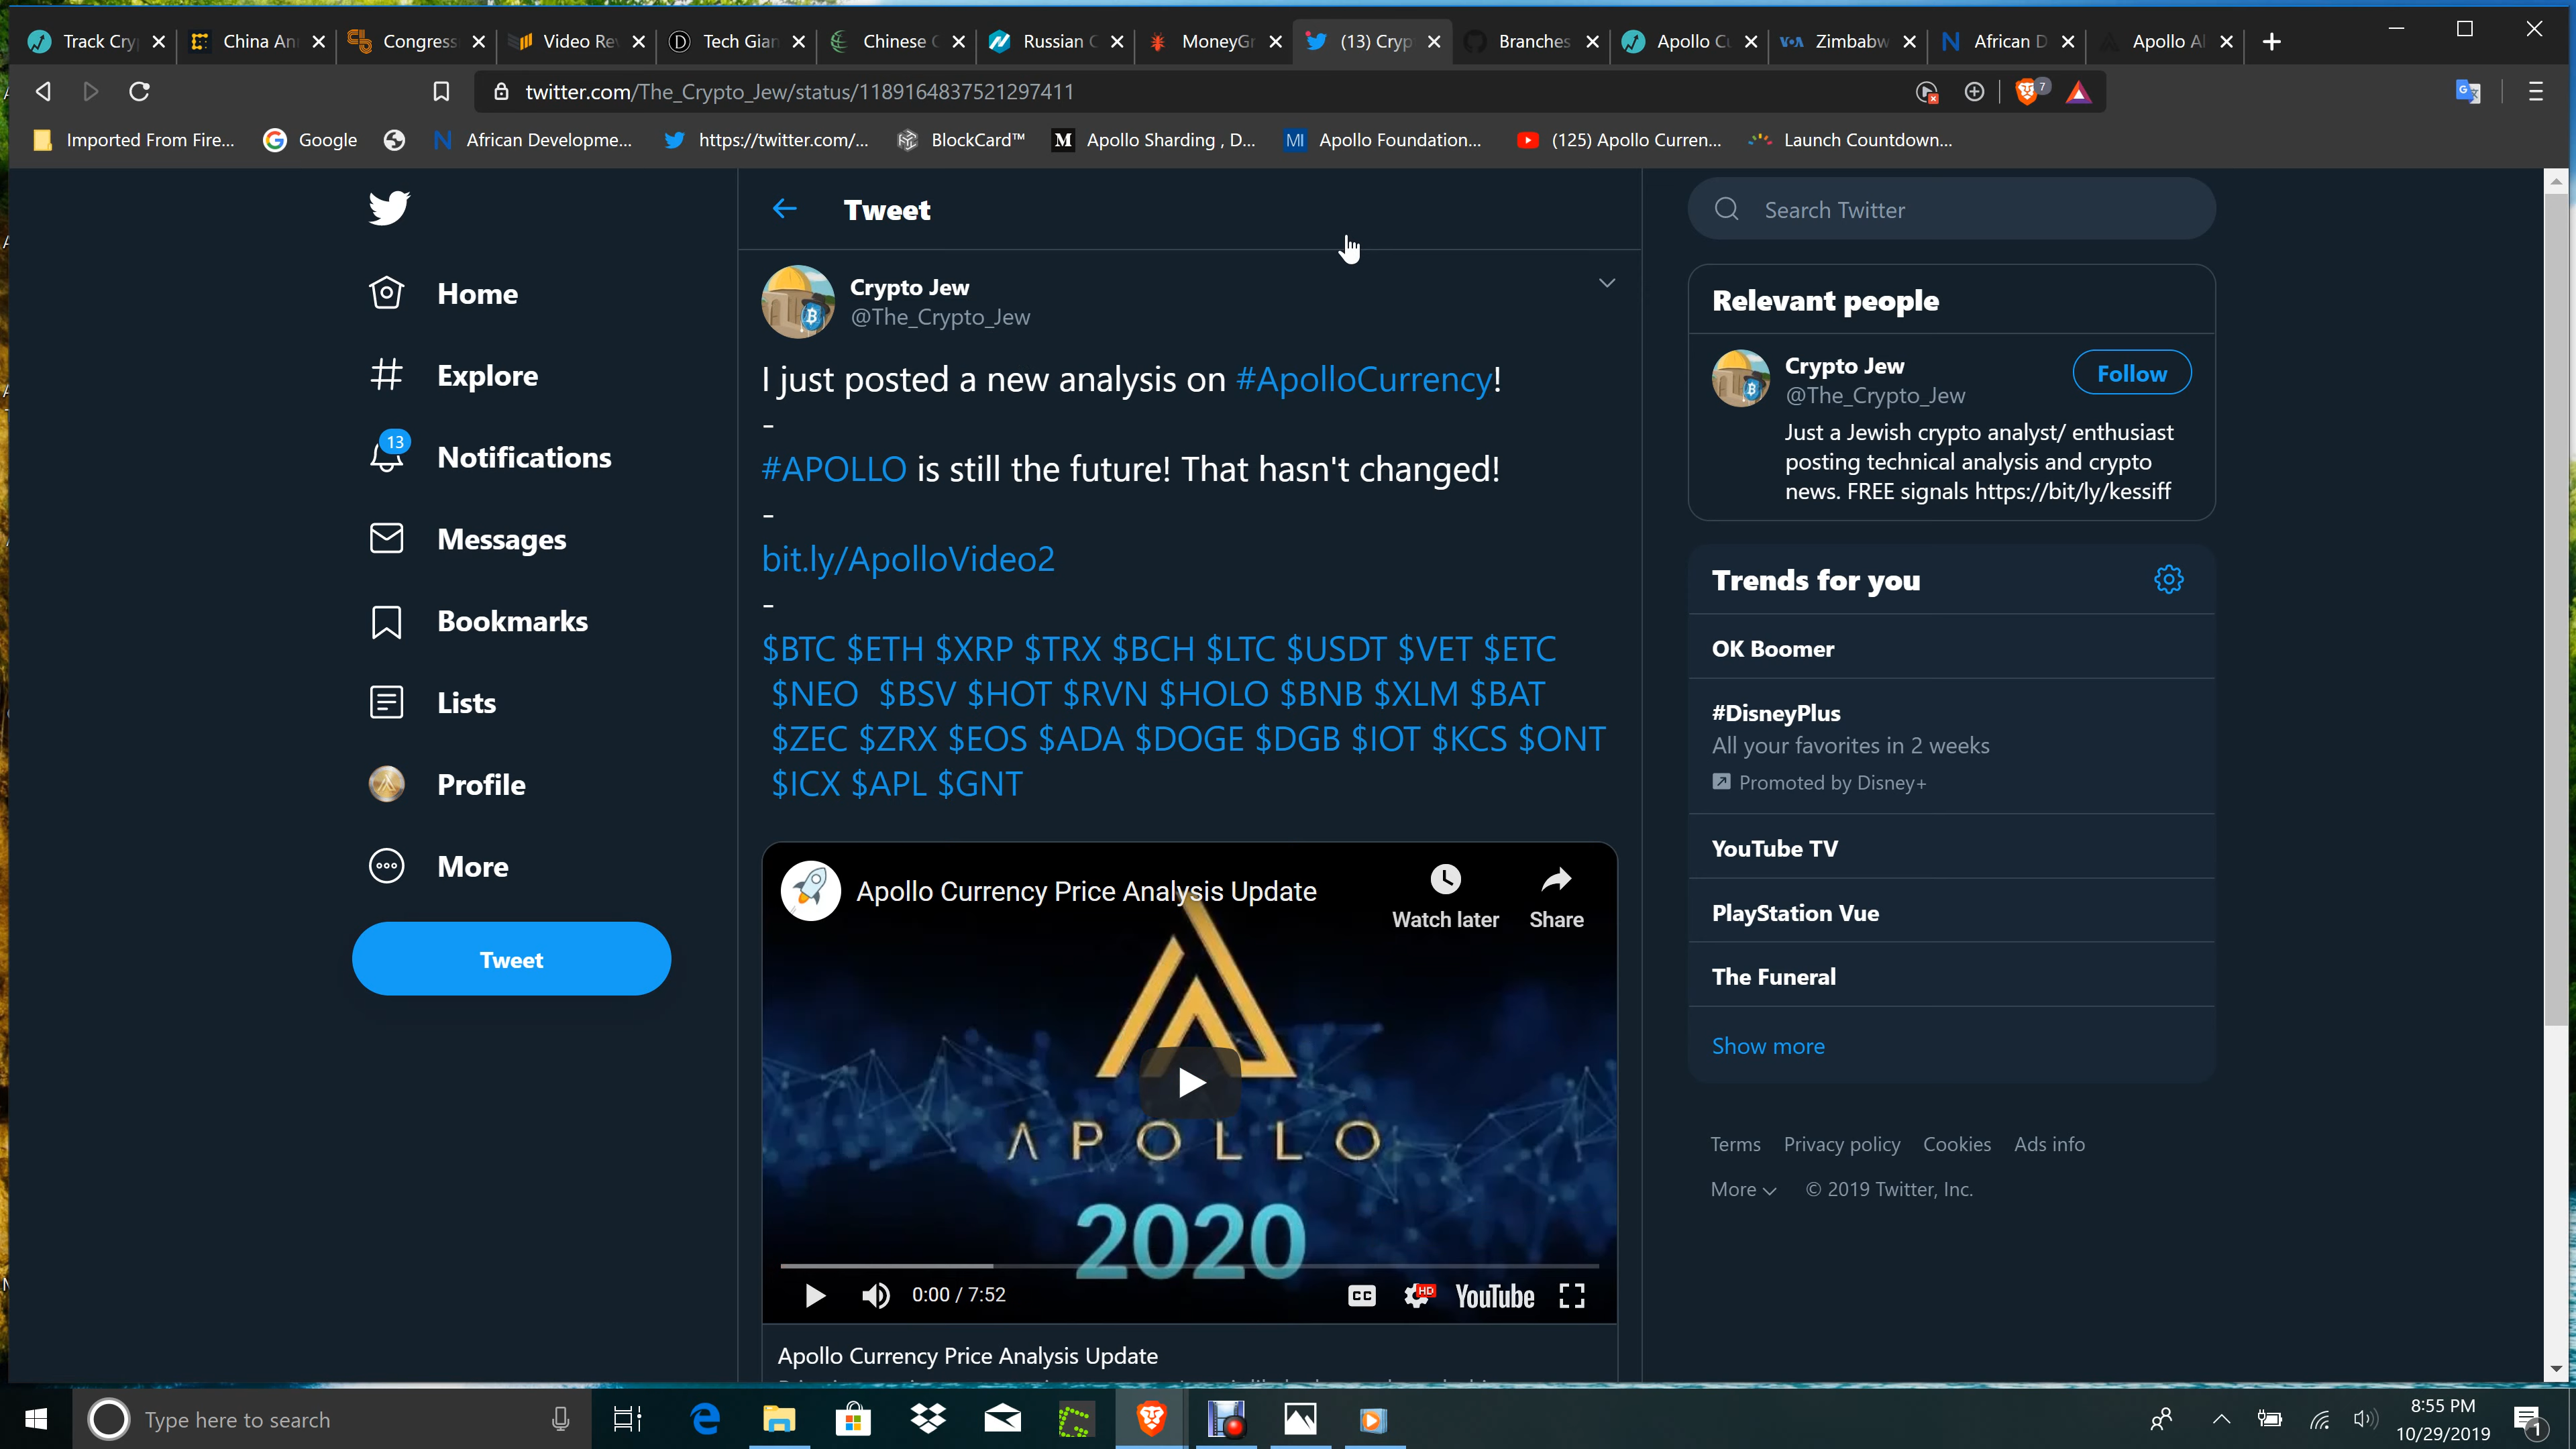 Track Cry
China An
Congress
Video Re
Tech Gian
Chinese C
Russian C
MoneyGr
(13) Cryp
Branches
Apollo Cu
Zimbabw
African D
Apollo Al
twitter.com/The_Crypto_Jew/status/1189164837521297411
7
Imported From Fire...
Google
African Developme...
https://twitter.com/...
BlockCard™
Apollo Sharding , D...
Apollo Foundation...
(125) Apollo Curren...
Launch Countdown...
Home
Explore
13
Notifications
Messages
Bookmarks
Lists
Profile
More
Tweet
Tweet
Crypto Jew
@The_Crypto_Jew
I just posted a new analysis on #ApolloCurrency!
-
#APOLLO is still the future! That hasn't changed!
-
bit.ly/ApolloVideo2
-
$BTC $ETH $XRP $TRX $BCH $LTC $USDT $VET $ETC
$NEO $BSV $HOT $RVN $HOLO $BNB $XLM $BAT
$ZEC $ZRX $EOS $ADA $DOGE $DGB $IOT $KCS $ONT
$ICX $APL $GNT
Apollo Currency Price Analysis Update
Watch later
Share
APOLLO
2020
0:00 / 7:52
CC
HD
YouTube
Apollo Currency Price Analysis Update
Search Twitter
Relevant people
Crypto Jew
@The_Crypto_Jew
Follow
Just a Jewish crypto analyst/ enthusiast
posting technical analysis and crypto
news. FREE signals https://bit/ly/kessiff
Trends for you
OK Boomer
#DisneyPlus
All your favorites in 2 weeks
Promoted by Disney+
YouTube TV
PlayStation Vue
The Funeral
Show more
Terms Privacy policy Cookies Ads info
More © 2019 Twitter, Inc.
Type here to search
8:55 PM
10/29/2019
1